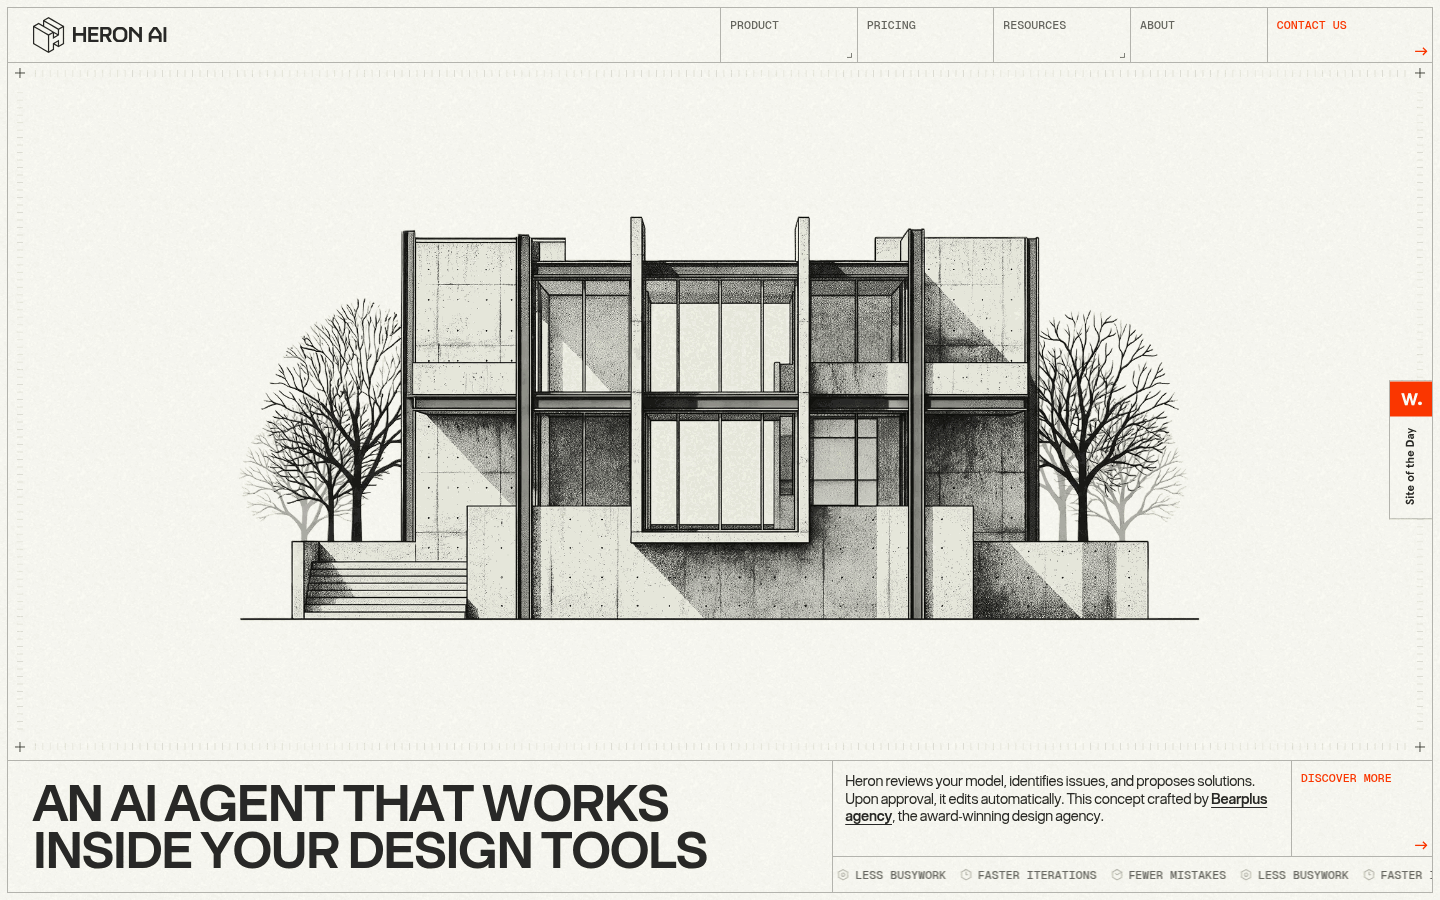 HERON AI
PRODUCT
PRICING
RESOURCES
ABOUT
CONTACT US
W.
Site of the Day
AN AI AGENT THAT WORKS
INSIDE YOUR DESIGN TOOLS
Heron reviews your model, identifies issues, and proposes solutions.
Upon approval, it edits automatically. This concept crafted by Bearplus
agency, the award-winning design agency.
DISCOVER MORE
LESS BUSYWORK FASTER ITERATIONS FEWER MISTAKES LESS BUSYWORK FASTER